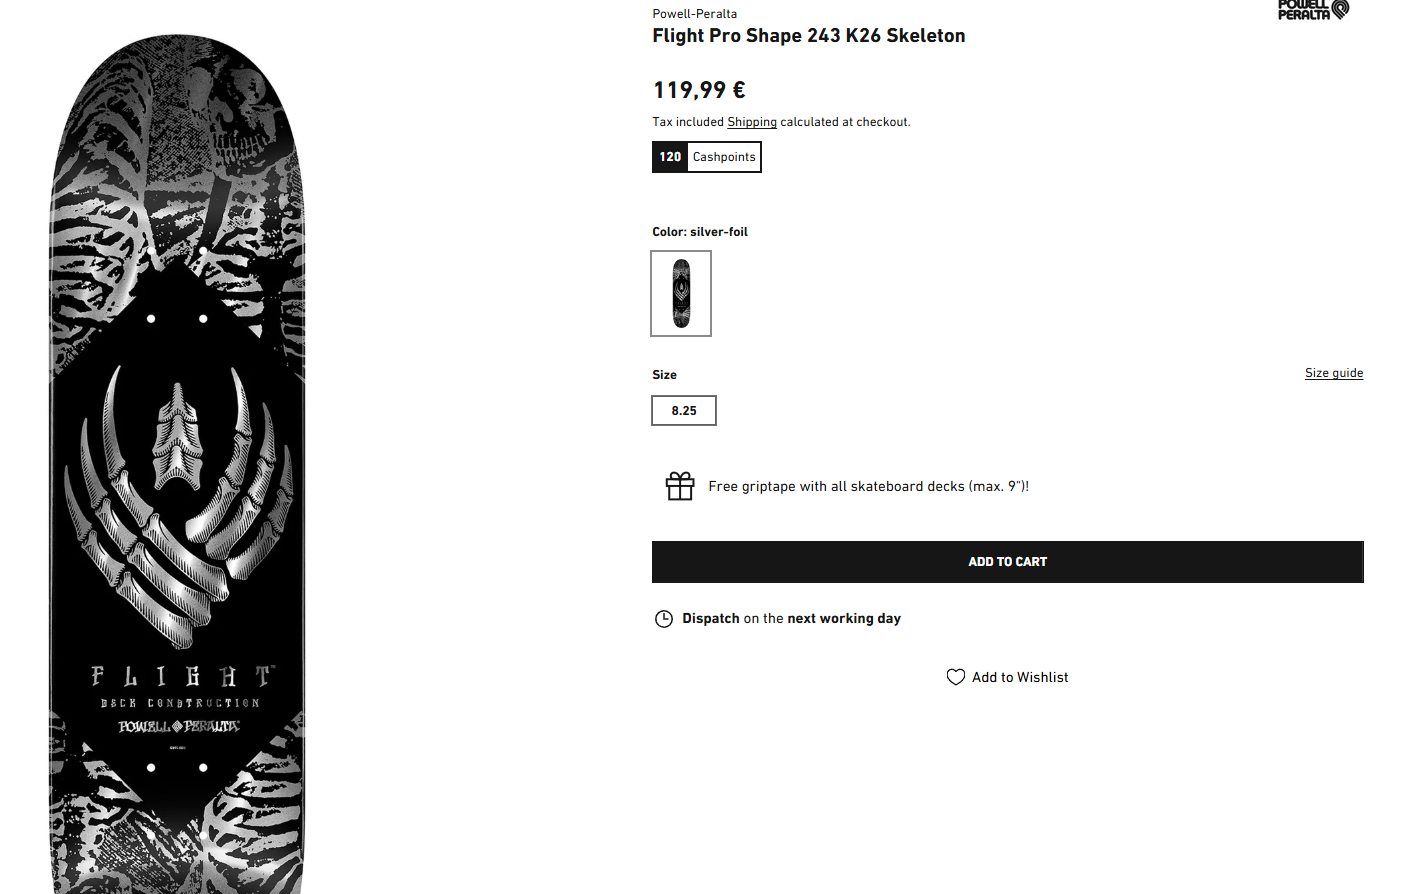 POWELL
PERALTA
Powell-Peralta
Flight Pro Shape 243 K26 Skeleton
119,99 €
Tax included Shipping calculated at checkout.
120 Cashpoints
Color: silver-foil
Size
Size guide
8.25
Free griptape with all skateboard decks (max. 9")!
ADD TO CART
Dispatch on the next working day
Add to Wishlist
FLIGHT™
DECK CONSTRUCTION
POWELL PERALTA